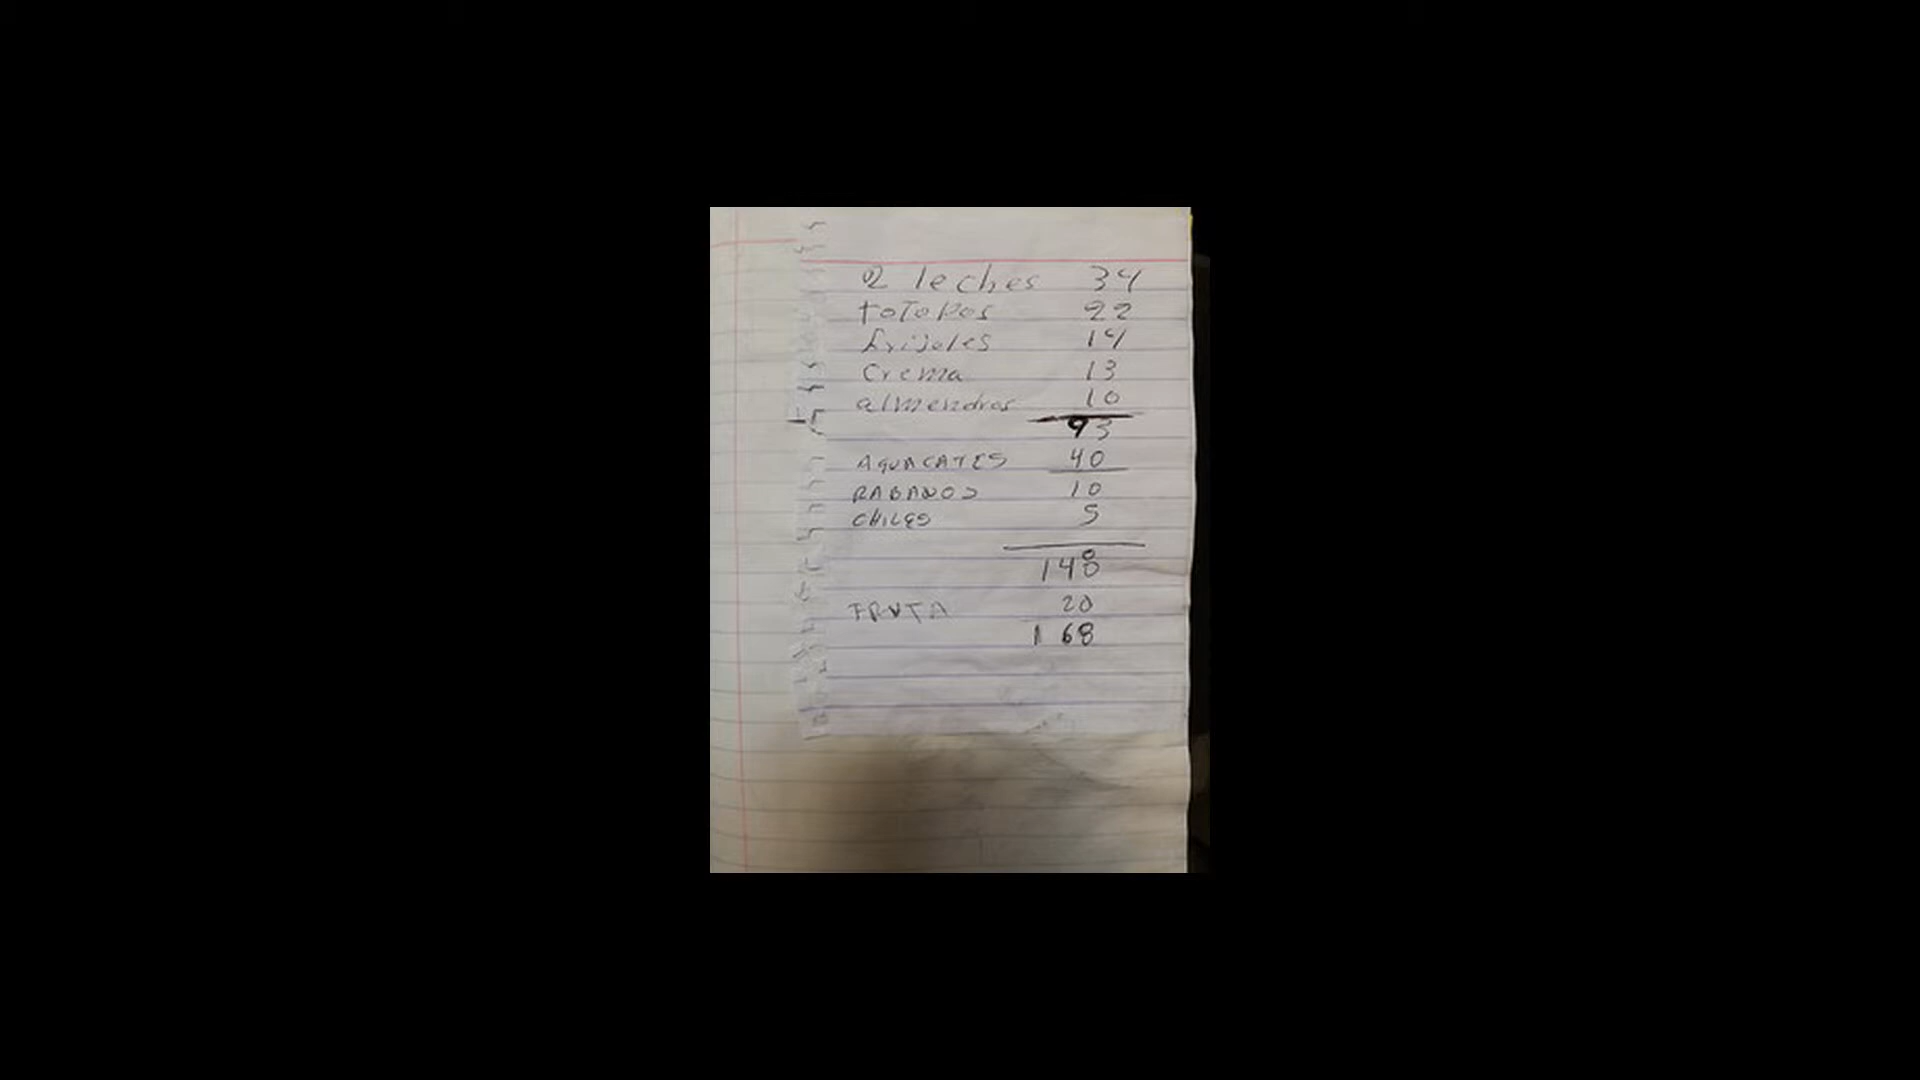 2 leches 34
totopos 22
frijoles 14
Crema 13
almendras 10
93
AGUACATES 40
RABANOS 10
CHILES 5
148
FRUTA 20
168